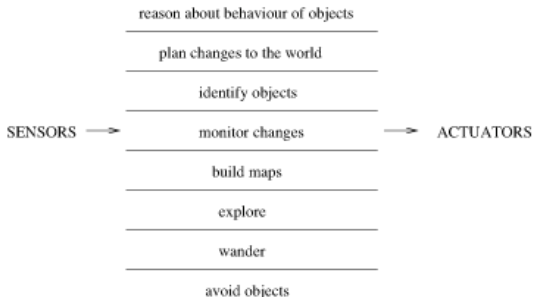 reason about behaviour of objects
plan changes to the world
identify objects
SENSORS monitor changes ACTUATORS
build maps
explore
wander
avoid objects